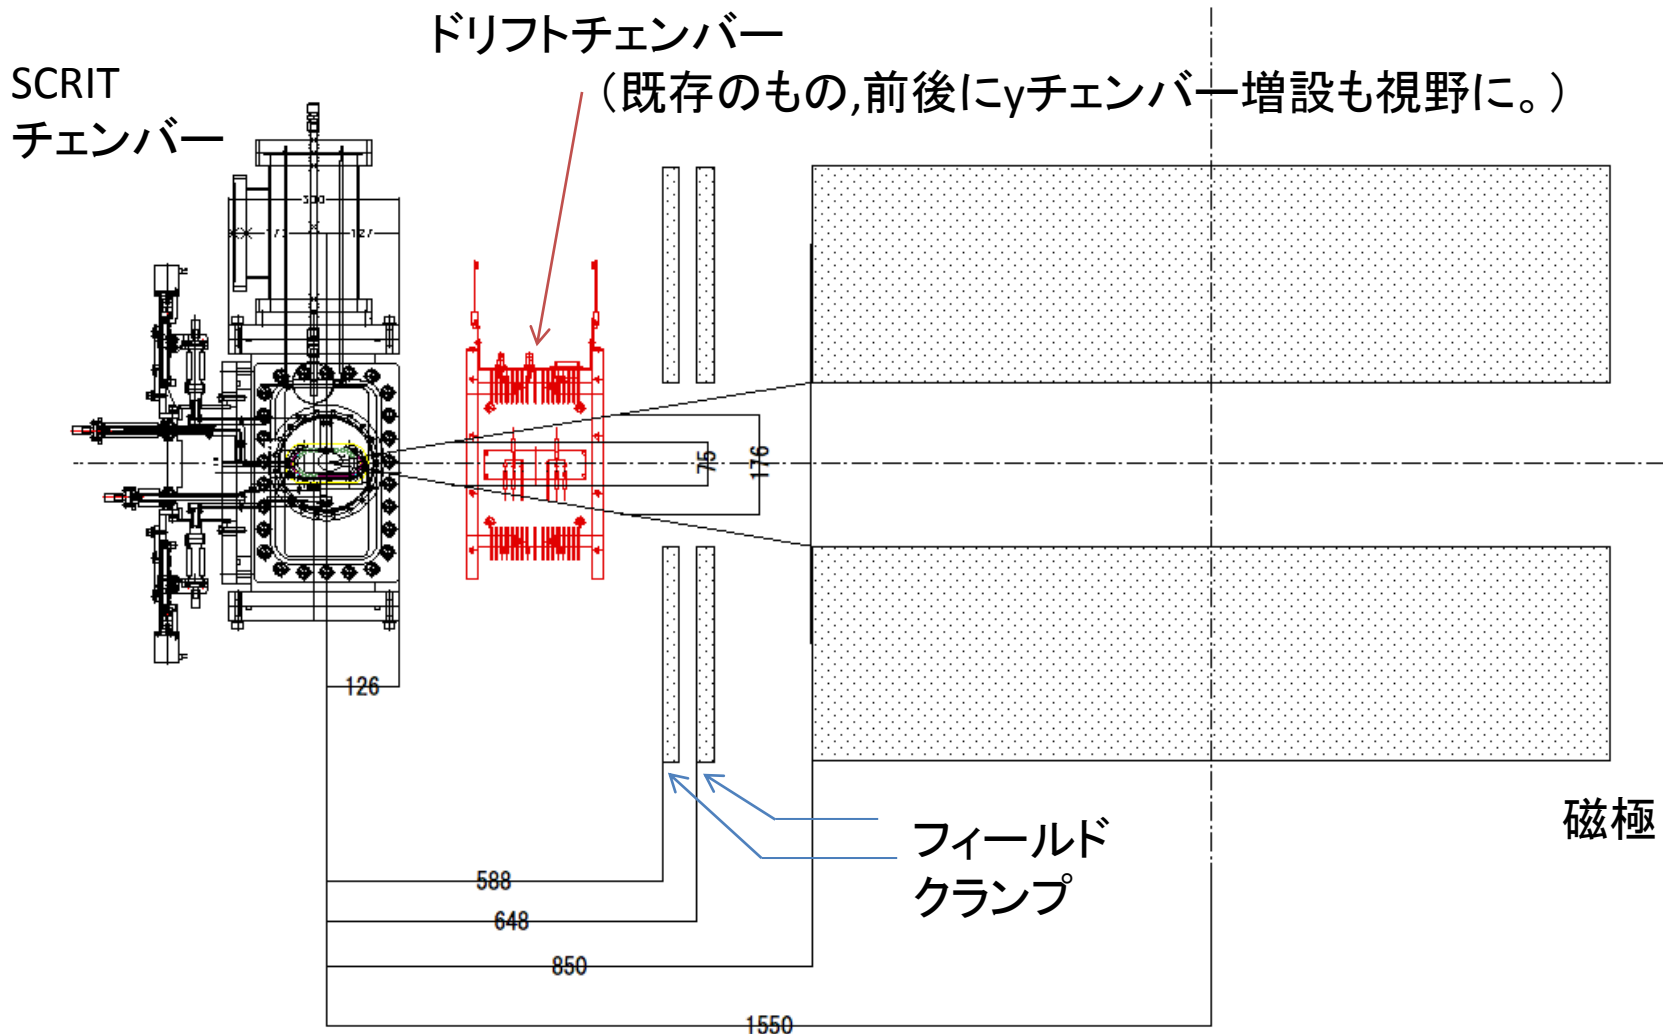 ドリフトチェンバー
（既存のもの,前後にyチェンバー増設も視野に。）
SCRIT
チェンバー
75
176
126
磁極
フィールド
クランプ
588
648
850
1550